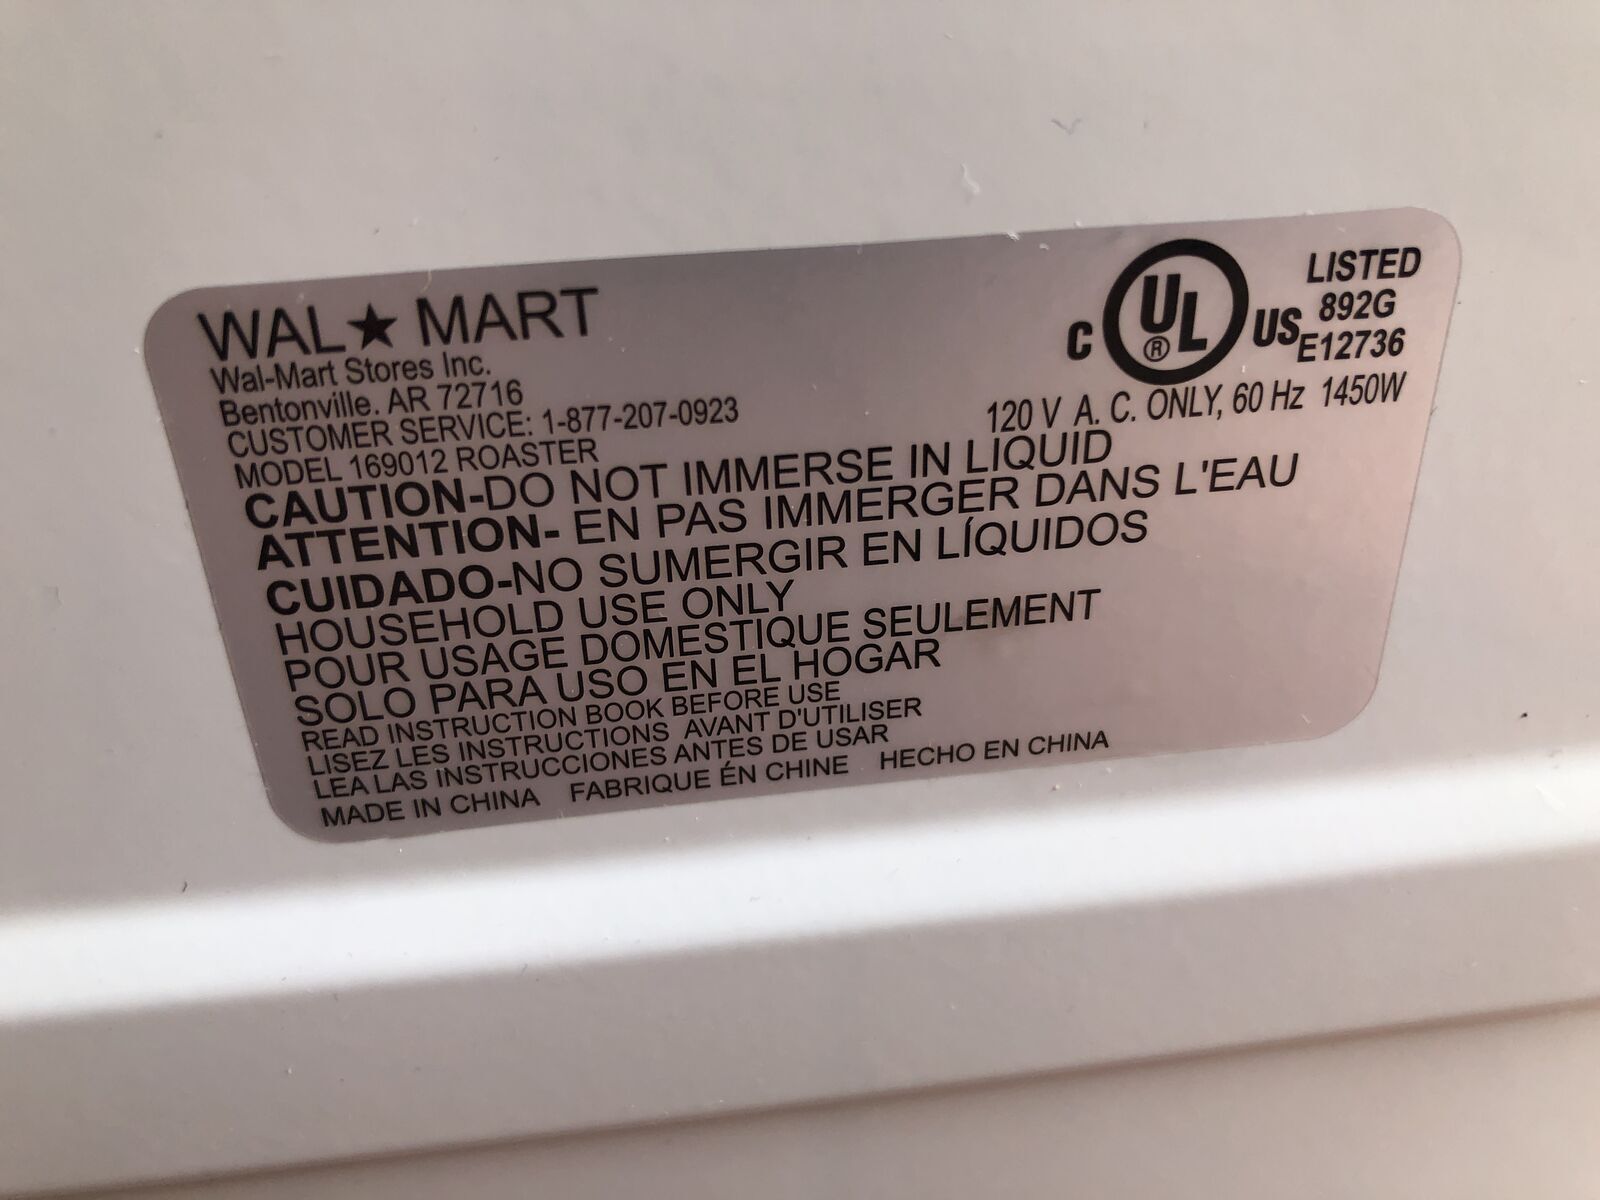 WAL★MART
Wal-Mart Stores Inc.
Bentonville. AR 72716
CUSTOMER SERVICE: 1-877-207-0923
MODEL 169012 ROASTER
C UL® US
LISTED
892G
E12736
120 V A. C. ONLY, 60 Hz 1450W
CAUTION-DO NOT IMMERSE IN LIQUID
ATTENTION- EN PAS IMMERGER DANS L'EAU
CUIDADO-NO SUMERGIR EN LÍQUIDOS
HOUSEHOLD USE ONLY
POUR USAGE DOMESTIQUE SEULEMENT
SOLO PARA USO EN EL HOGAR
READ INSTRUCTION BOOK BEFORE USE
LISEZ LES INSTRUCTIONS AVANT D'UTILISER
LEA LAS INSTRUCCIONES ANTES DE USAR
MADE IN CHINA FABRIQUE ÉN CHINE HECHO EN CHINA